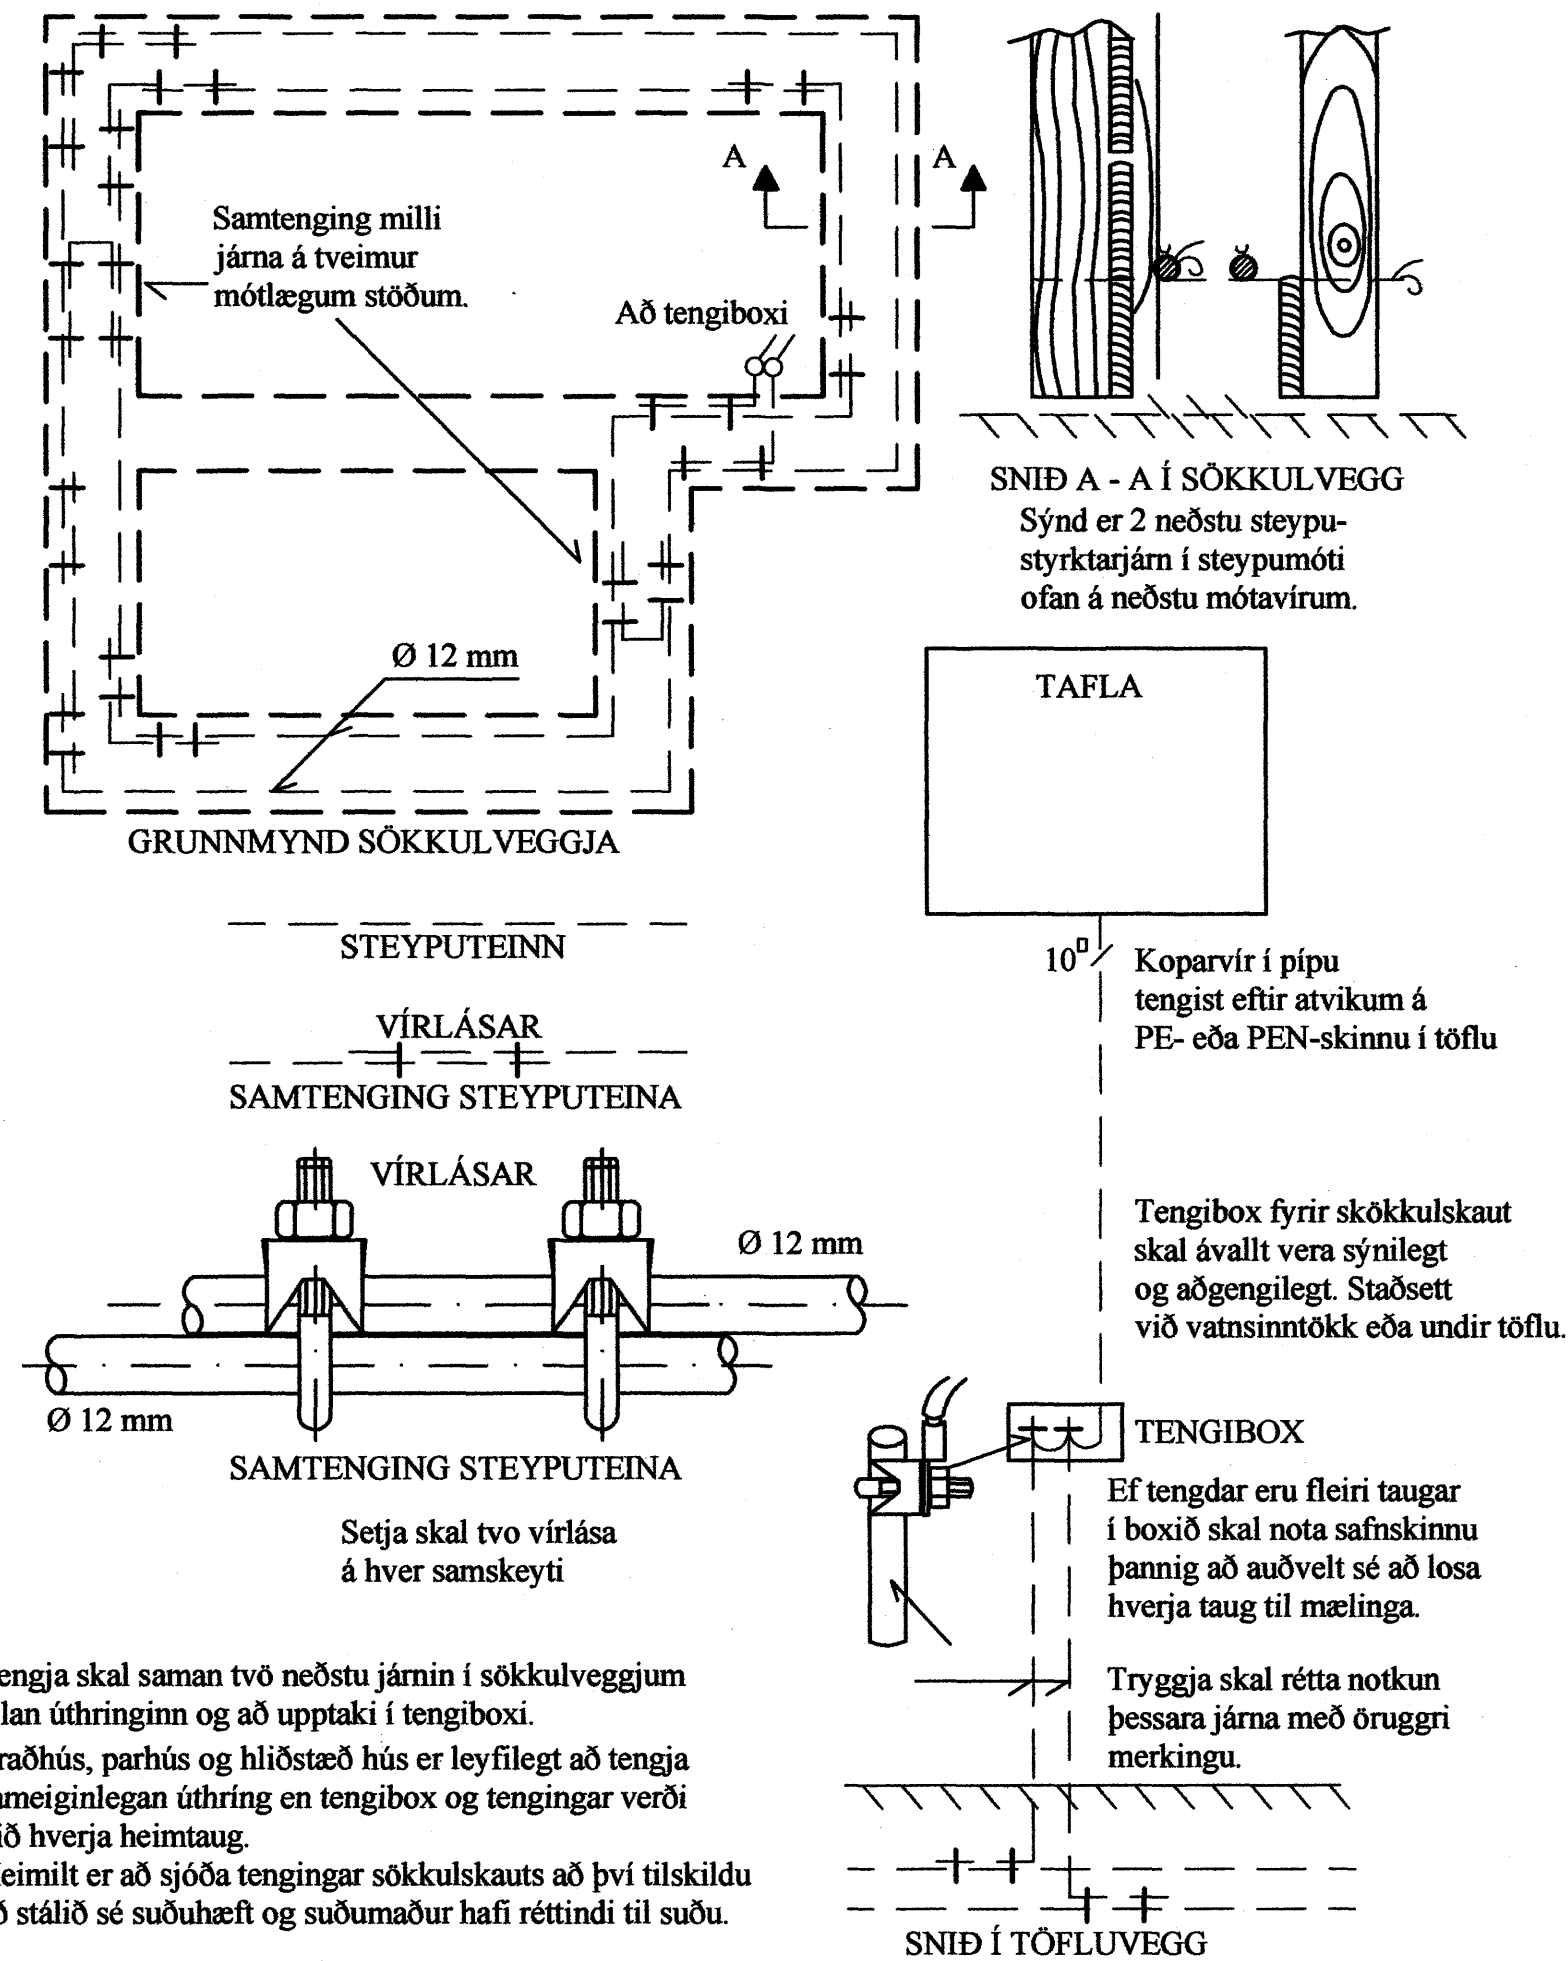 A
A
Samtenging milli
járna á tveimur
mótlægum stöðum.
Að tengiboxi
Ø 12 mm
GRUNNMYND SÖKKULVEGGJA
SNIÐ A - A Í SÖKKULVEGG
Sýnd er 2 neðstu steypu-
styrktarjárn í steypumóti
ofan á neðstu mótavírum.
STEYPUTEINN
VÍRLÁSAR
SAMTENGING STEYPUTEINA
VÍRLÁSAR
Ø 12 mm
Ø 12 mm
SAMTENGING STEYPUTEINA
Setja skal tvo vírlása
á hver samskeyti
TAFLA
10
Koparvír í pípu
tengist eftir atvikum á
PE- eða PEN-skinnu í töflu
Tengibox fyrir skökkulskaut
skal ávallt vera sýnilegt
og aðgengilegt. Staðsett
við vatnsinntökk eða undir töflu.
TENGIBOX
Ef tengdar eru fleiri taugar
í boxið skal nota safnskinnu
þannig að auðvelt sé að losa
hverja taug til mælinga.
Tryggja skal rétta notkun
þessara járna með öruggri
merkingu.
SNIÐ Í TÖFLUVEGG
engja skal saman tvö neðstu járnin í sökkulveggjum
lan úthringinn og að upptaki í tengiboxi.
raðhús, parhús og hliðstæð hús er leyfilegt að tengja
ameiginlegan úthríng en tengibox og tengingar verði
ið hverja heimtaug.
eimilt er að sjóða tengingar sökkulskauts að því tilskildu
ð stálið sé suðuhæft og suðumaður hafi réttindi til suðu.